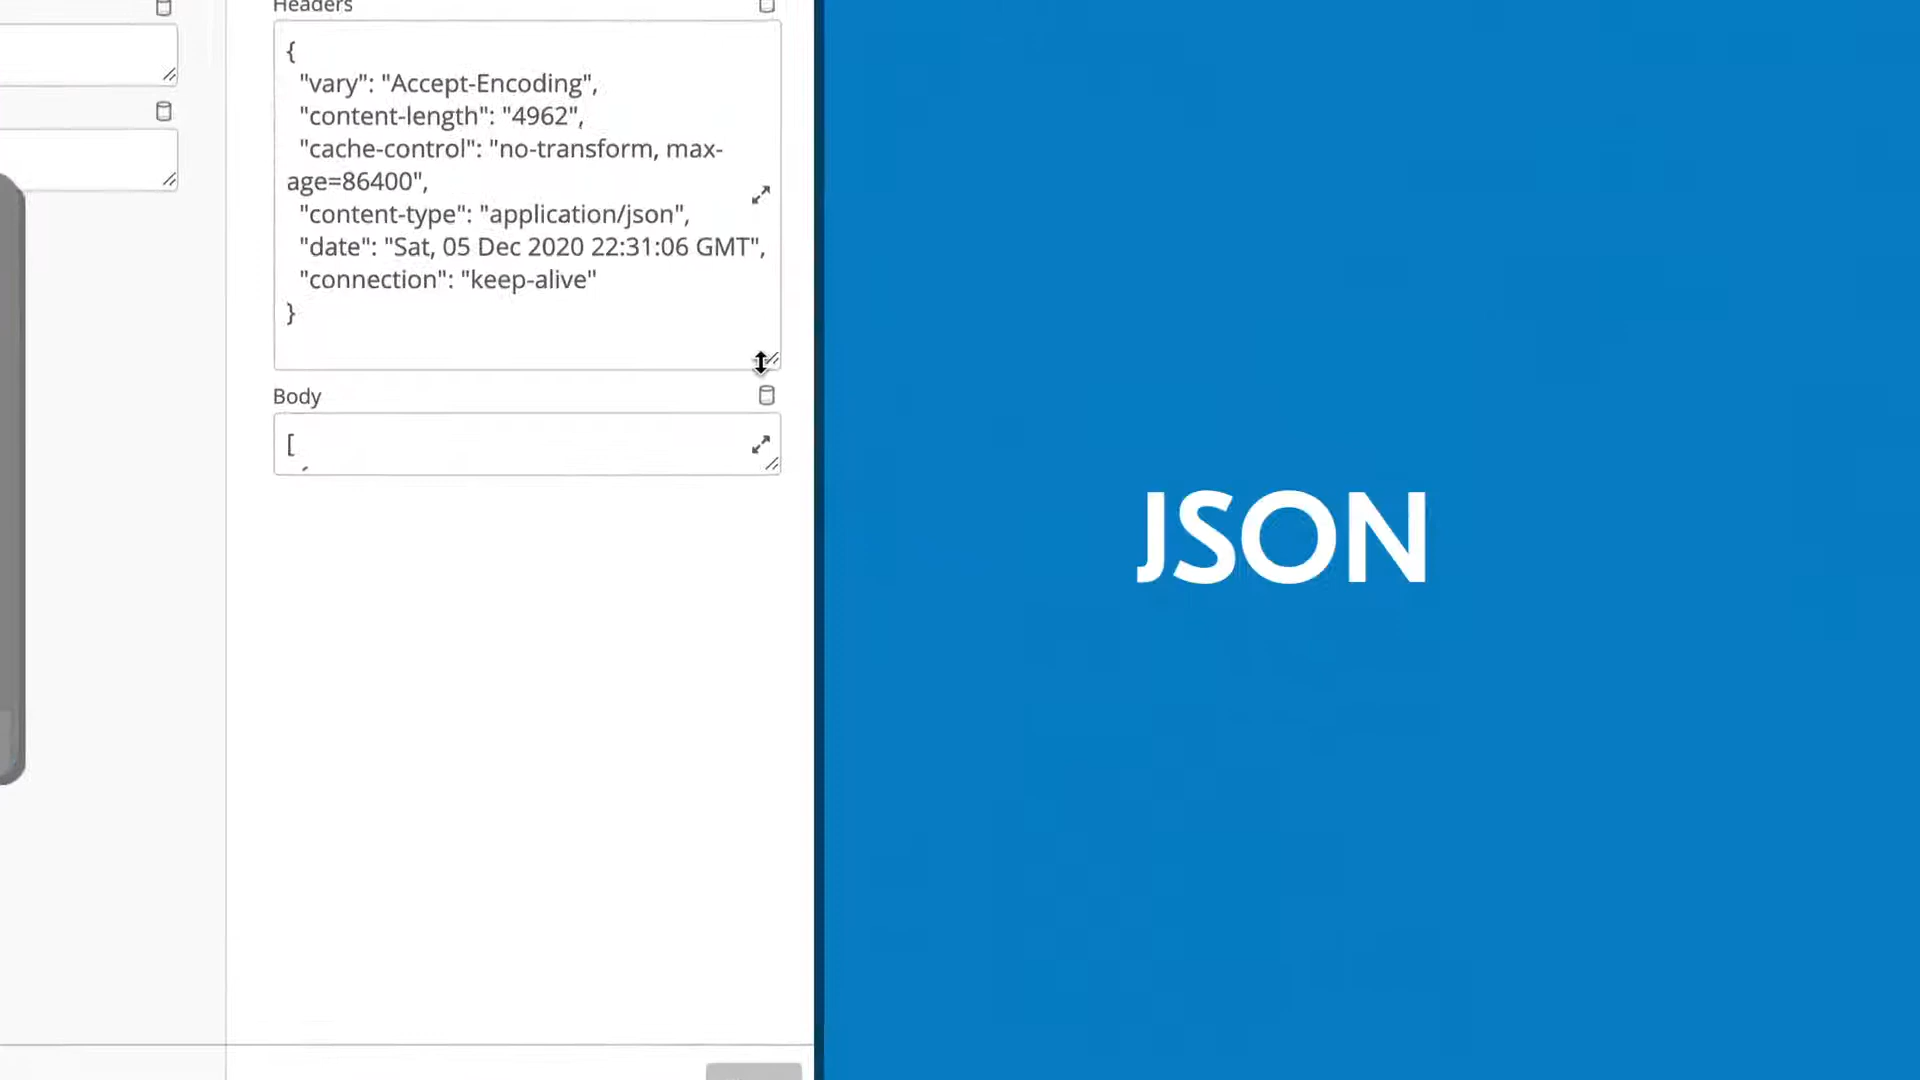 Headers
{
"vary": "Accept-Encoding",
"content-length": "4962",
"cache-control": "no-transform, max-
age=86400",
"content-type": "application/json",
"date": "Sat, 05 Dec 2020 22:31:06 GMT",
"connection": "keep-alive"
}
Body
[
JSON